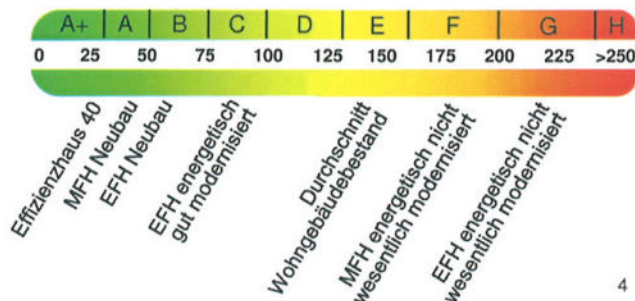 A+ A B C D E F G H
0 25 50 75 100 125 150 175 200 225 >250
Effizienzhaus 40
MFH Neubau
EFH Neubau
EFH energetisch
gut modernisiert
Durchschnitt
Wohngebäudebestand
MFH energetisch nicht
wesentlich modernisiert
EFH energetisch nicht
wesentlich modernisiert
4